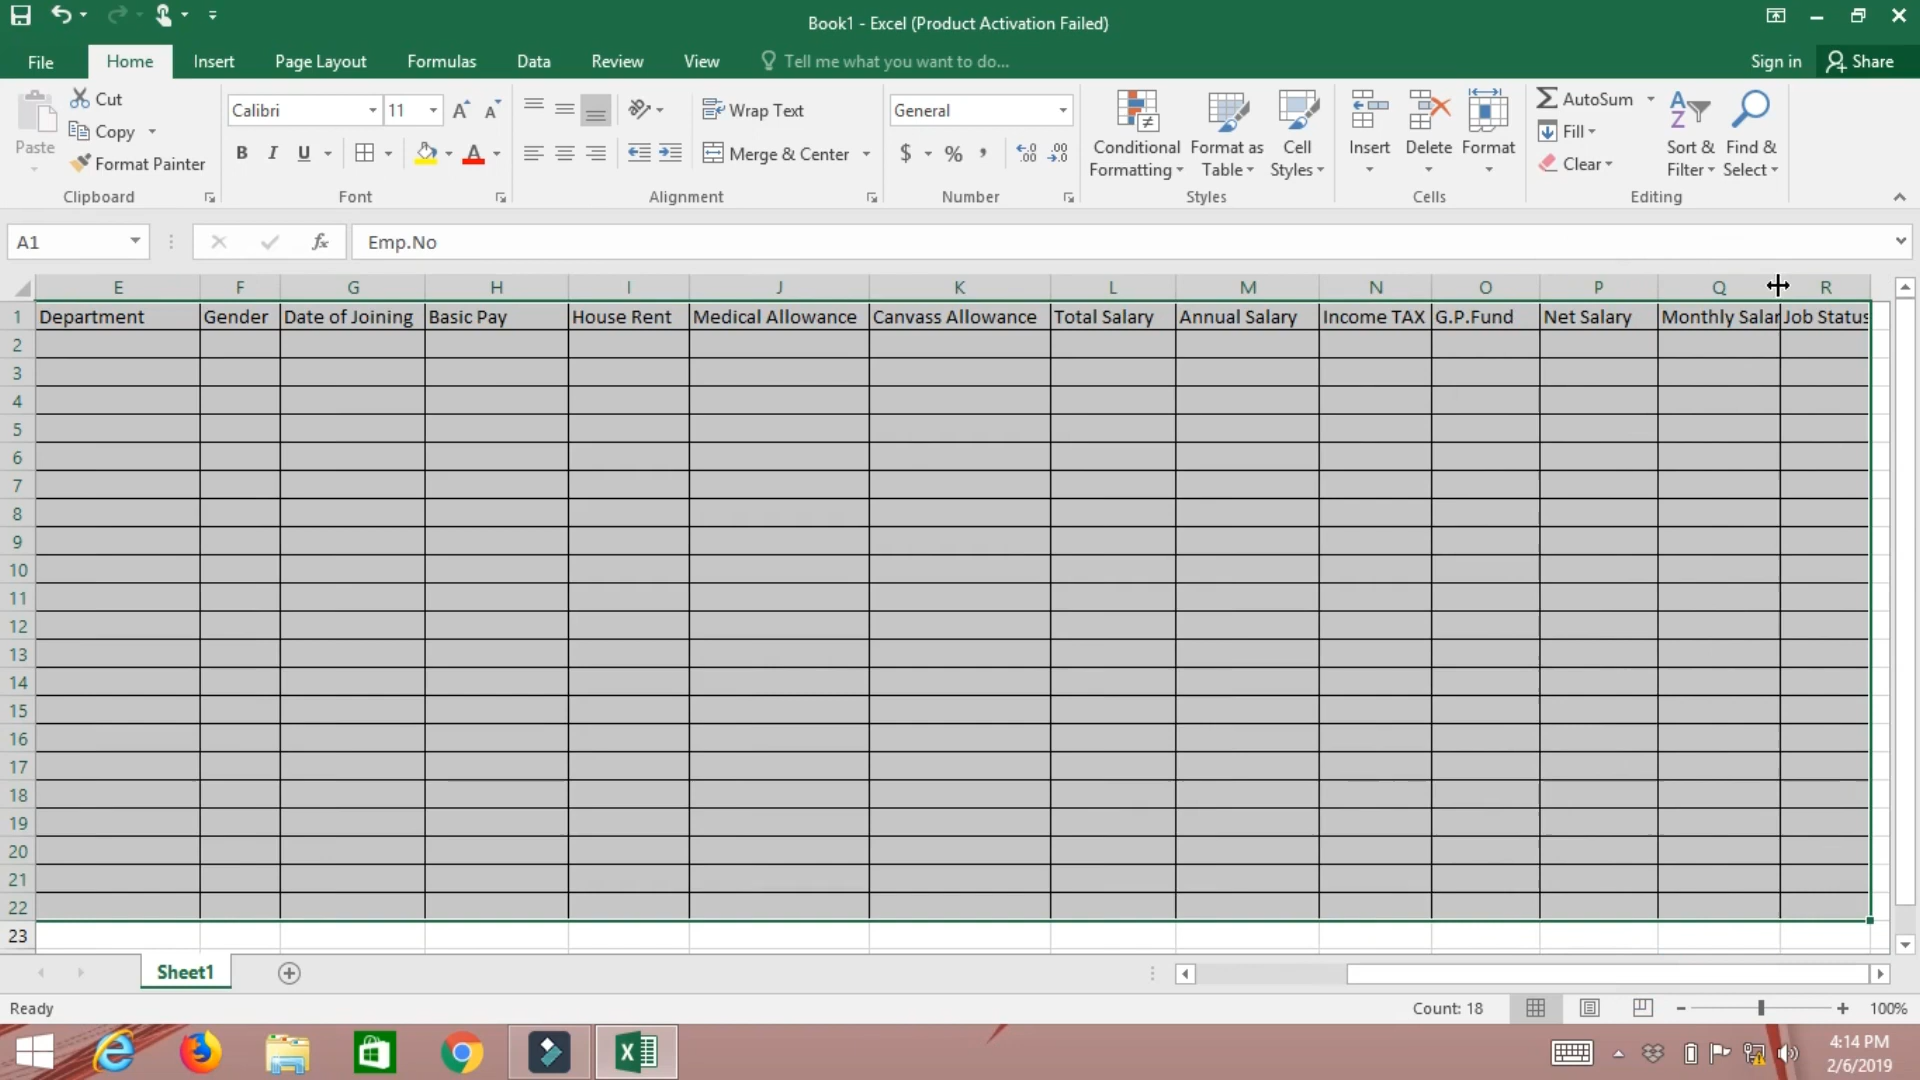 Book1 - Excel (Product Activation Failed)
File Home Insert Page Layout Formulas Data Review View Tell me what you want to do... Sign in Share
Paste Cut Copy Format Painter Clipboard
Calibri 11 B I U A Font
Wrap Text Merge & Center Alignment
General $ % , Number
Conditional Formatting Format as Table Cell Styles Styles
Insert Delete Format Cells
AutoSum Fill Clear Sort & Filter Find & Select Editing
A1 fx Emp.No
E F G H I J K L M N O P Q R
1 Department Gender Date of Joining Basic Pay House Rent Medical Allowance Canvass Allowance Total Salary Annual Salary Income TAX G.P.Fund Net Salary Monthly Salar Job Status
2
3
4
5
6
7
8
9
10
11
12
13
14
15
16
17
18
19
20
21
22
23
Sheet1
Ready Count: 18 100%
4:14 PM
2/6/2019